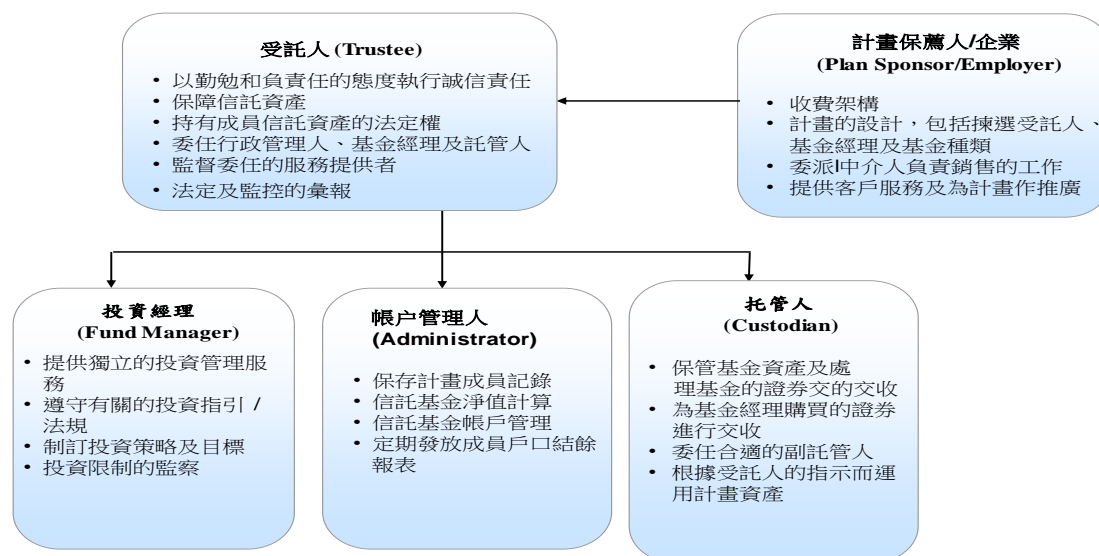 受託人 (Trustee)
• 以勤勉和負責任的態度執行誠信責任
• 保障信託資產
• 持有成員信託資產的法定權
• 委任行政管理人、基金經理及託管人
• 監督委任的服務提供者
• 法定及監控的彙報
計畫保薦人/企業
(Plan Sponsor/Employer)
• 收費架構
• 計畫的設計，包括揀選受託人、
基金經理及基金種類
• 委派I中介人負責銷售的工作
• 提供客戶服務及為計畫作推廣
投資經理
(Fund Manager)
• 提供獨立的投資管理服
務
• 遵守有關的投資指引 /
法規
• 制訂投資策略及目標
• 投資限制的監察
帳户管理人
(Administrator)
• 保存計畫成員記錄
• 信託基金淨值計算
• 信託基金帳戶管理
• 定期發放成員戶口結餘
報表
托管人
(Custodian)
• 保管基金資產及處
理基金的證券交的交收
• 為基金經理購買的證券
進行交收
• 委任合適的副託管人
• 根據受託人的指示而運
用計畫資產